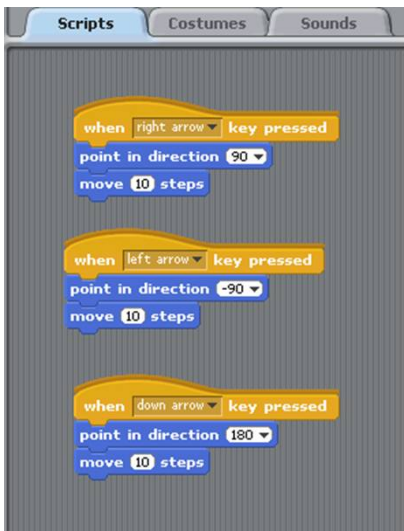 Scripts Costumes Sounds
when right arrow key pressed
point in direction 90
move 10 steps
when left arrow key pressed
point in direction -90
move 10 steps
when down arrow key pressed
point in direction 180
move 10 steps